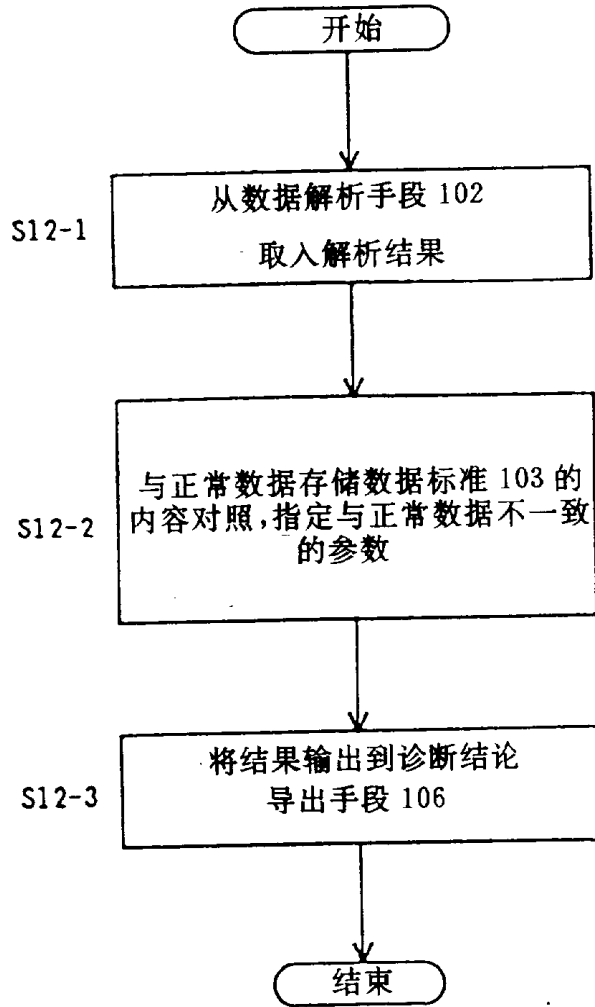 开始
S12-1
从数据解析手段 102
取入解析结果
S12-2
与正常数据存储数据标准 103 的
内容对照,指定与正常数据不一致
的参数
S12-3
将结果输出到诊断结论
导出手段 106
结束